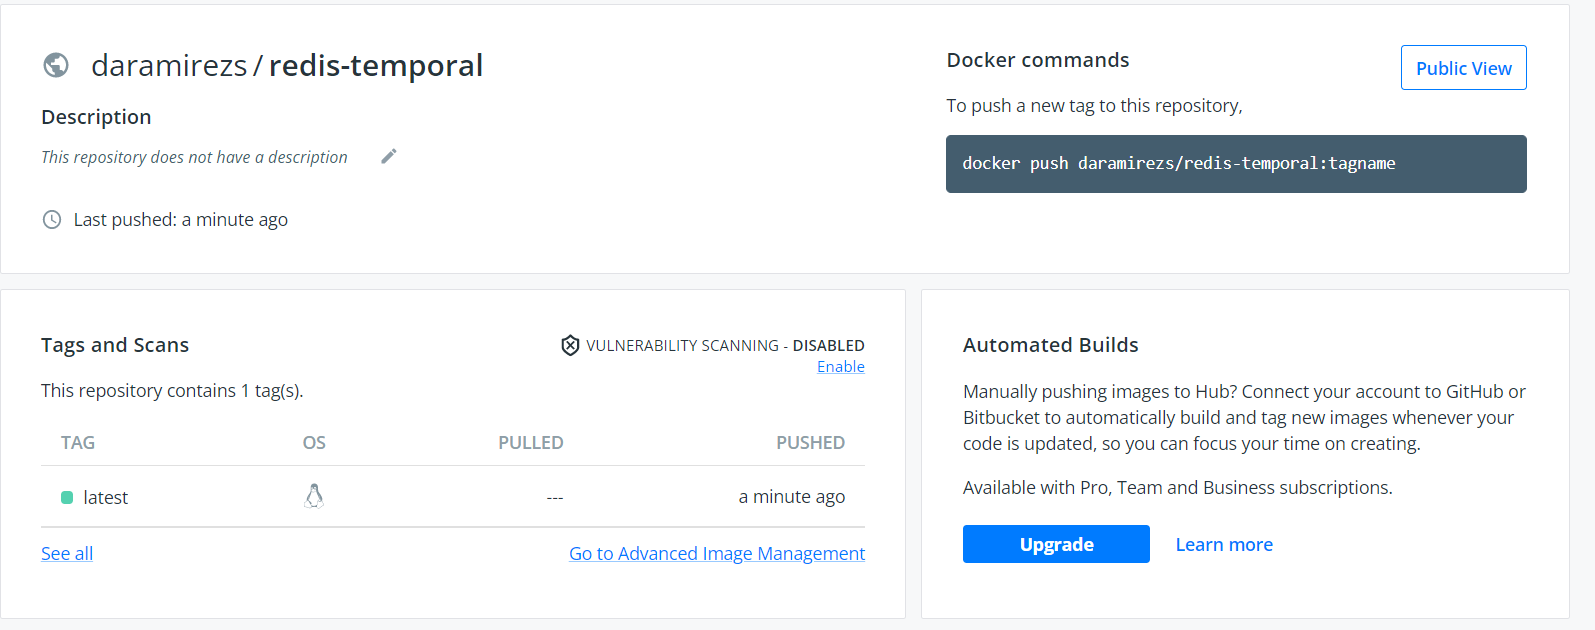 daramirezs / redis-temporal
Description
This repository does not have a description
Last pushed: a minute ago
Docker commands
Public View
To push a new tag to this repository,
docker push daramirezs/redis-temporal:tagname
Tags and Scans
VULNERABILITY SCANNING - DISABLED
Enable
This repository contains 1 tag(s).
TAG OS PULLED PUSHED
latest --- a minute ago
See all Go to Advanced Image Management
Automated Builds
Manually pushing images to Hub? Connect your account to GitHub or
Bitbucket to automatically build and tag new images whenever your
code is updated, so you can focus your time on creating.
Available with Pro, Team and Business subscriptions.
Upgrade Learn more